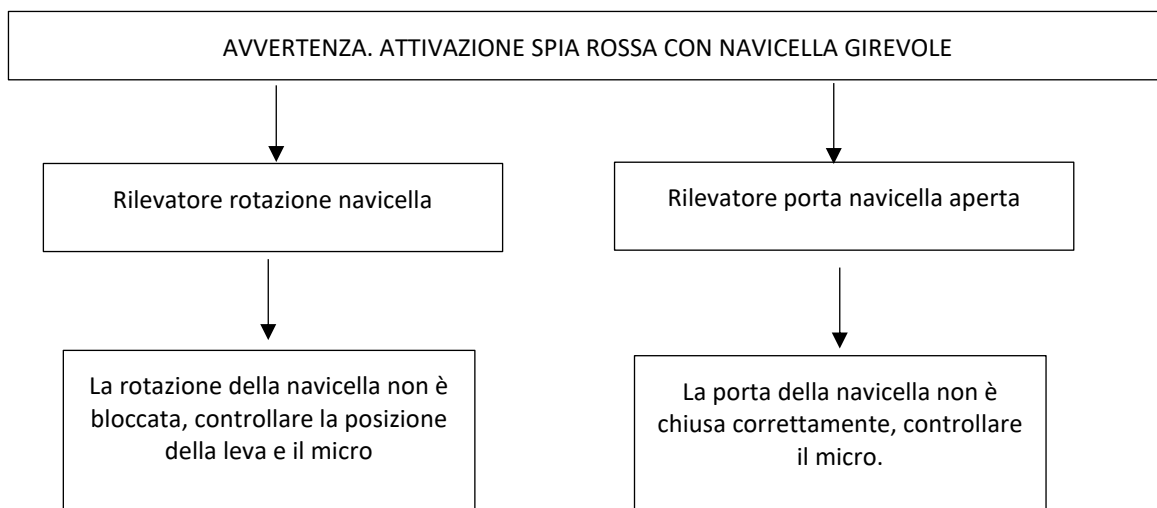 AVVERTENZA. ATTIVAZIONE SPIA ROSSA CON NAVICELLA GIREVOLE
Rilevatore rotazione navicella
Rilevatore porta navicella aperta
La rotazione della navicella non è
bloccata, controllare la posizione
della leva e il micro
La porta della navicella non è
chiusa correttamente, controllare
il micro.